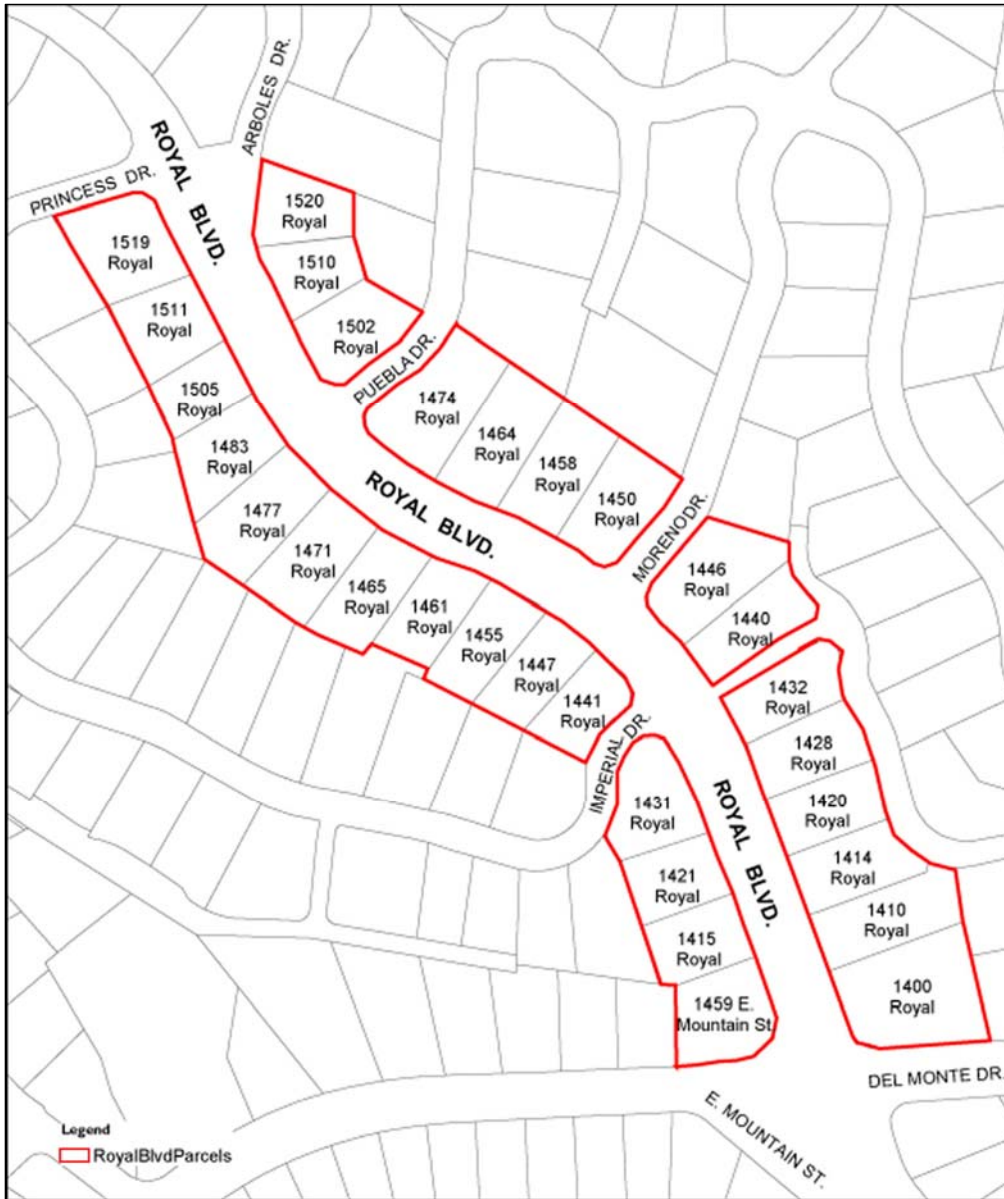 ARBOLES DR.
ROYAL BLVD.
PRINCESS DR.
1520
Royal
1519
Royal
1510
Royal
1511
Royal
1502
Royal
PUEBLA DR.
1505
Royal
1474
Royal
1464
Royal
1458
Royal
1450
Royal
1483
Royal
ROYAL BLVD.
1477
Royal
MORENO DR.
1471
Royal
1465
Royal
1461
Royal
1455
Royal
1447
Royal
1441
Royal
1446
Royal
1440
Royal
1432
Royal
IMPERIAL DR.
1428
Royal
1431
Royal
ROYAL BLVD.
1420
Royal
1421
Royal
1414
Royal
1415
Royal
1410
Royal
1459 E.
Mountain St.
1400
Royal
DEL MONTE DR.
E. MOUNTAIN ST.
Legend
RoyalBlvdParcels